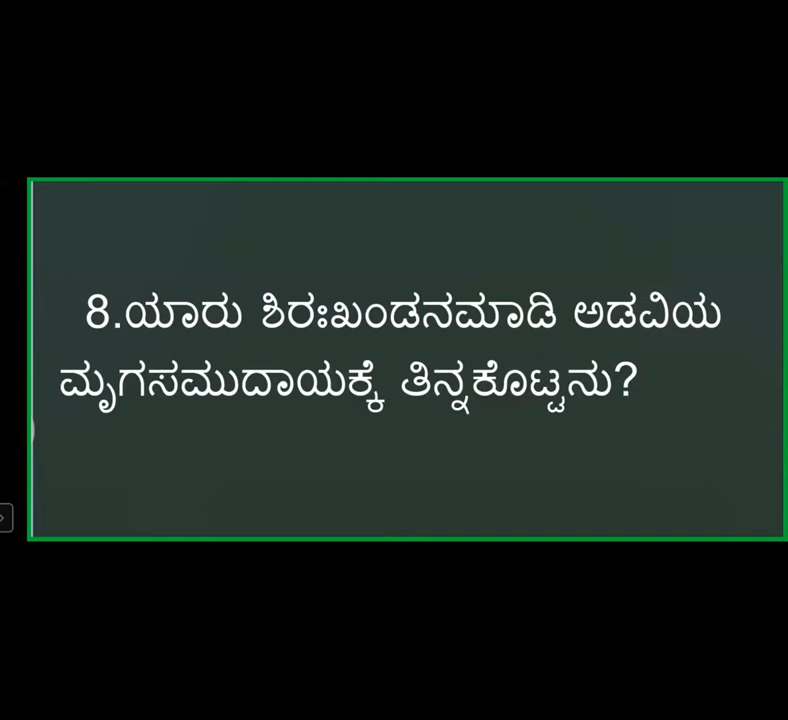 8.ಯಾರು ಶಿರಃಖಂಡನಮಾಡಿ ಅಡವಿಯ
ಮೃಗಸಮುದಾಯಕ್ಕೆ ತಿನ್ನಕೊಟ್ಟನು?